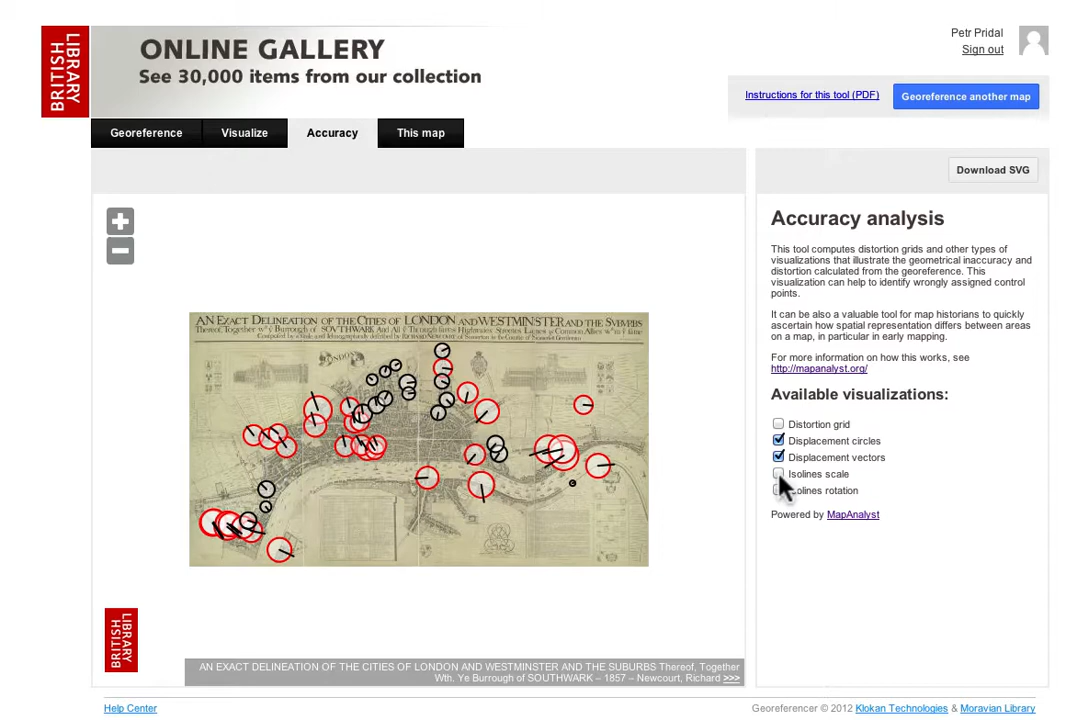 BRITISH
LIBRARY
ONLINE GALLERY
See 30,000 items from our collection
Petr Pridal
Sign out
Instructions for this tool (PDF)
Georeference another map
Georeference
Visualize
Accuracy
This map
Download SVG
AN EXACT DELINEATION OF THE CITIES OF LONDON AND WESTMINSTER AND THE SUBURBS
LONDON
BRITISH
LIBRARY
AN EXACT DELINEATION OF THE CITIES OF LONDON AND WESTMINSTER AND THE SUBURBS Thereof, Together
Wth. Ye Burrough of SOUTHWARK – 1857 – Newcourt, Richard >>>
Accuracy analysis
This tool computes distortion grids and other types of
visualizations that illustrate the geometrical inaccuracy and
distortion calculated from the georeference. This
visualization can help to identify wrongly assigned control
points.
It can be also a valuable tool for map historians to quickly
ascertain how spatial representation differs between areas
on a map, in particular in early mapping.
For more information on how this works, see
http://mapanalyst.org/
Available visualizations:
Distortion grid
Displacement circles
Displacement vectors
Isolines scale
Isolines rotation
Powered by MapAnalyst
Help Center
Georeferencer © 2012 Klokan Technologies & Moravian Library